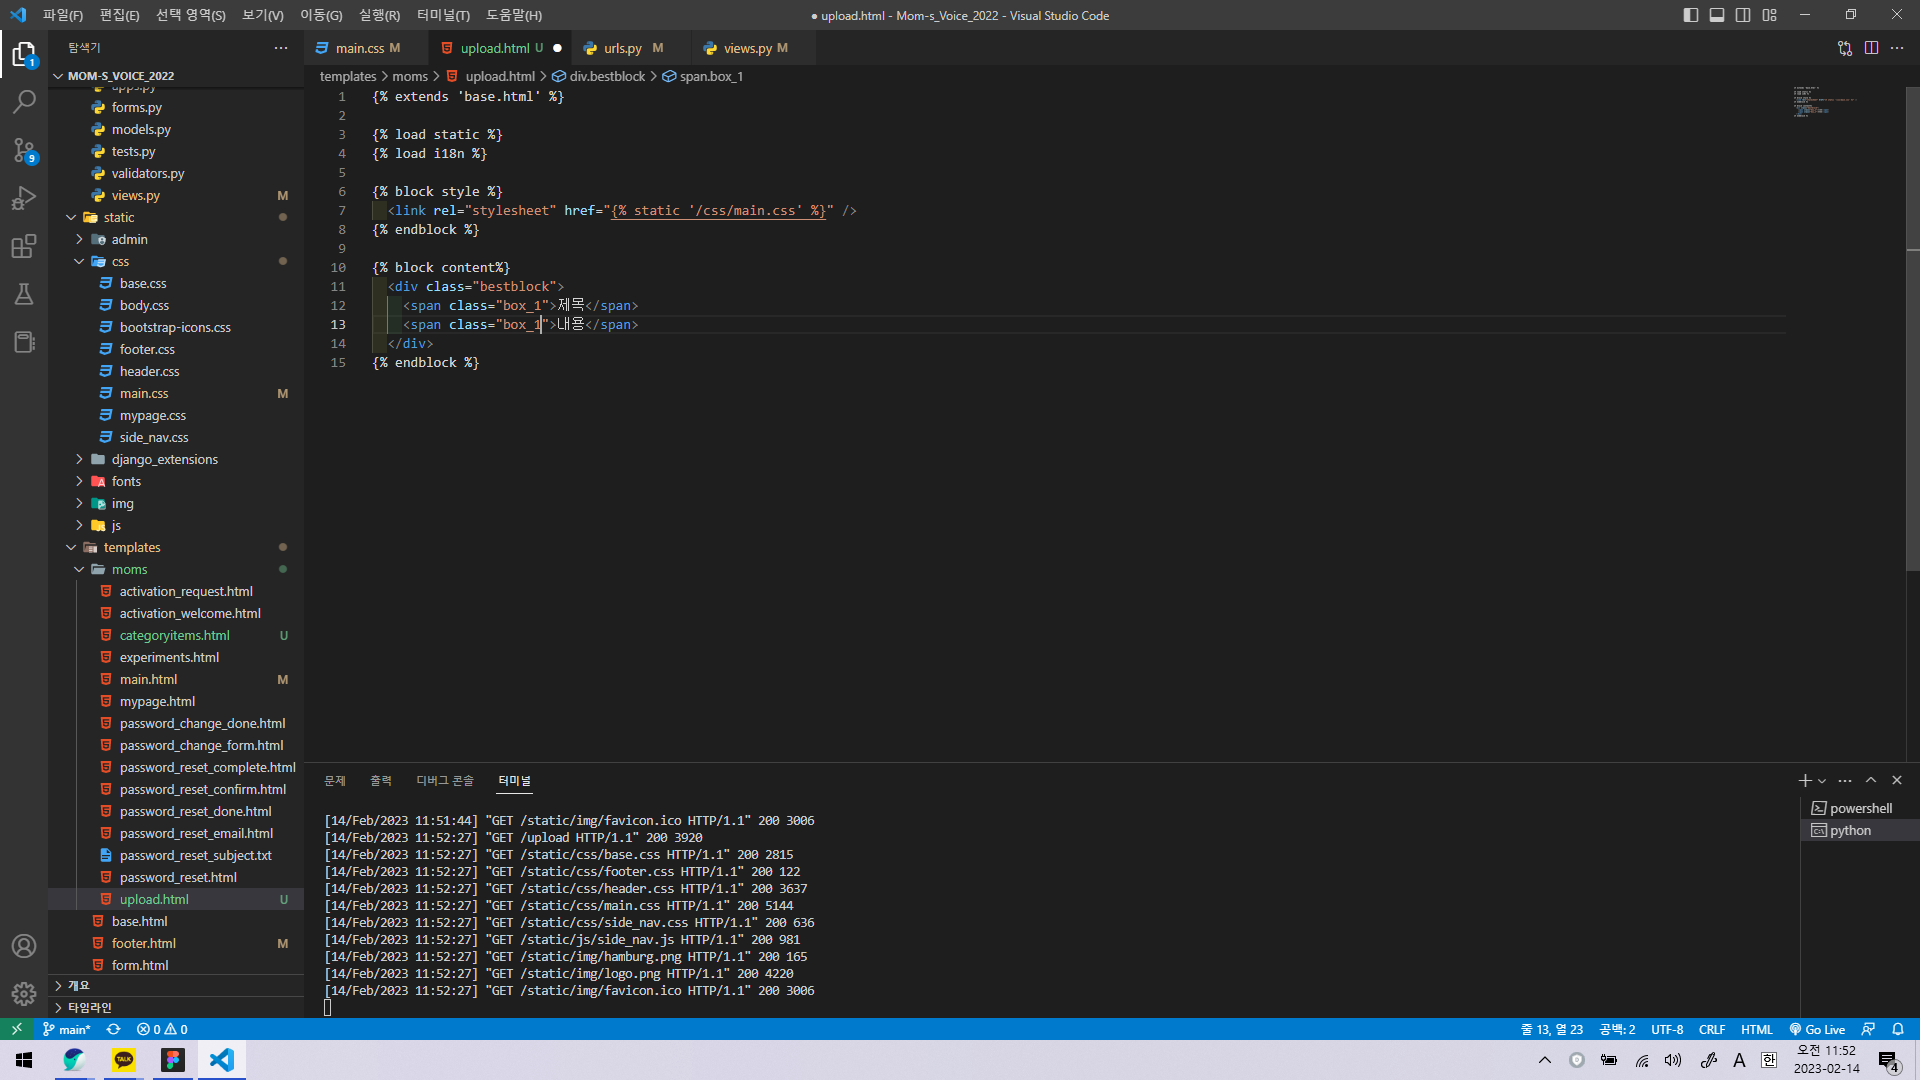 파일(F) 편집(E) 선택 영역(S) 보기(V) 이동(G) 실행(R) 터미널(T) 도움말(H)
● upload.html - Mom-s_Voice_2022 - Visual Studio Code
탐색기
MOM-S_VOICE_2022
apps.py
forms.py
models.py
tests.py
validators.py
views.py M
static
admin
css
base.css
body.css
bootstrap-icons.css
footer.css
header.css
main.css M
mypage.css
side_nav.css
django_extensions
fonts
img
js
templates
moms
activation_request.html
activation_welcome.html
categoryitems.html U
experiments.html
main.html M
mypage.html
password_change_done.html
password_change_form.html
password_reset_complete.html
password_reset_confirm.html
password_reset_done.html
password_reset_email.html
password_reset_subject.txt
password_reset.html
upload.html U
base.html
footer.html M
form.html
개요
타임라인
1
9
main.css M upload.html U ● urls.py M views.py M
templates > moms > upload.html > div.bestblock > span.box_1
1 {% extends 'base.html' %}
2
3 {% load static %}
4 {% load i18n %}
5
6 {% block style %}
7 <link rel="stylesheet" href="{% static '/css/main.css' %}" />
8 {% endblock %}
9
10 {% block content%}
11 <div class="bestblock">
12 <span class="box_1">제목</span>
13 <span class="box_1">내용</span>
14 </div>
15 {% endblock %}
문제 출력 디버그 콘솔 터미널
[14/Feb/2023 11:51:44] "GET /static/img/favicon.ico HTTP/1.1" 200 3006
[14/Feb/2023 11:52:27] "GET /upload HTTP/1.1" 200 3920
[14/Feb/2023 11:52:27] "GET /static/css/base.css HTTP/1.1" 200 2815
[14/Feb/2023 11:52:27] "GET /static/css/footer.css HTTP/1.1" 200 122
[14/Feb/2023 11:52:27] "GET /static/css/header.css HTTP/1.1" 200 3637
[14/Feb/2023 11:52:27] "GET /static/css/main.css HTTP/1.1" 200 5144
[14/Feb/2023 11:52:27] "GET /static/css/side_nav.css HTTP/1.1" 200 636
[14/Feb/2023 11:52:27] "GET /static/js/side_nav.js HTTP/1.1" 200 981
[14/Feb/2023 11:52:27] "GET /static/img/hamburg.png HTTP/1.1" 200 165
[14/Feb/2023 11:52:27] "GET /static/img/logo.png HTTP/1.1" 200 4220
[14/Feb/2023 11:52:27] "GET /static/img/favicon.ico HTTP/1.1" 200 3006
powershell
python
main* 0 0
줄 13, 열 23 공백: 2 UTF-8 CRLF HTML Go Live
TALK
A 한
오전 11:52
2023-02-14
4